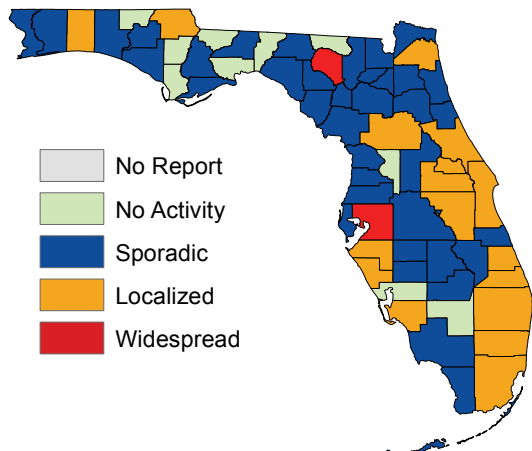 No Report
No Activity
Sporadic
Localized
Widespread